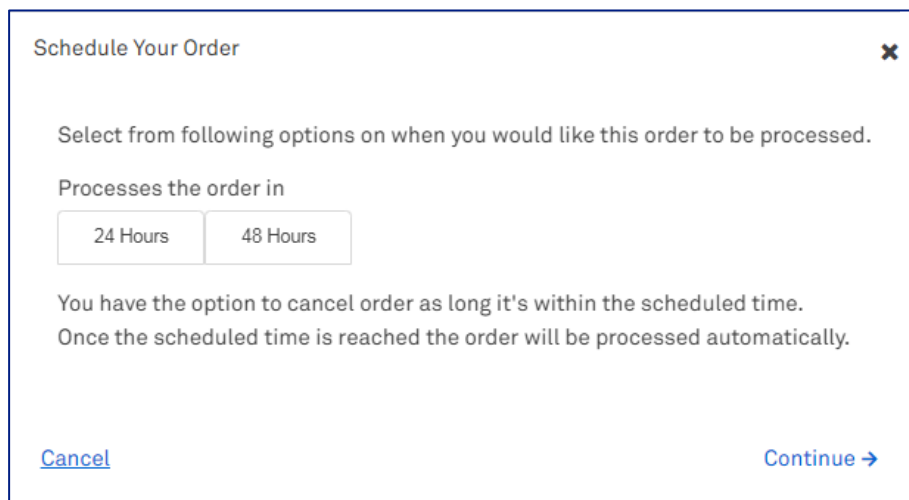 Schedule Your Order
Select from following options on when you would like this order to be processed.
Processes the order in
24 Hours 48 Hours
You have the option to cancel order as long it's within the scheduled time.
Once the scheduled time is reached the order will be processed automatically.
Cancel Continue →